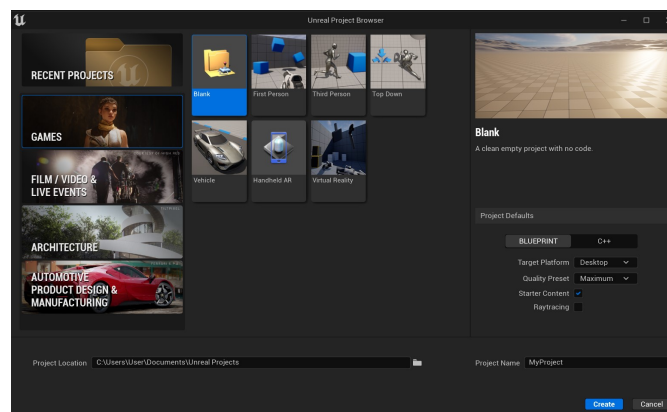 Unreal Project Browser
RECENT PROJECTS
GAMES
FILM / VIDEO &
LIVE EVENTS
ARCHITECTURE
AUTOMOTIVE
PRODUCT DESIGN &
MANUFACTURING
Blank
First Person
Third Person
Top Down
Vehicle
Handheld AR
Virtual Reality
Blank
A clean empty project with no code.
Project Defaults
BLUEPRINT
C++
Target Platform Desktop
Quality Preset Maximum
Starter Content
Raytracing
Project Location C:\Users\User\Documents\Unreal Projects
Project Name MyProject
Create
Cancel